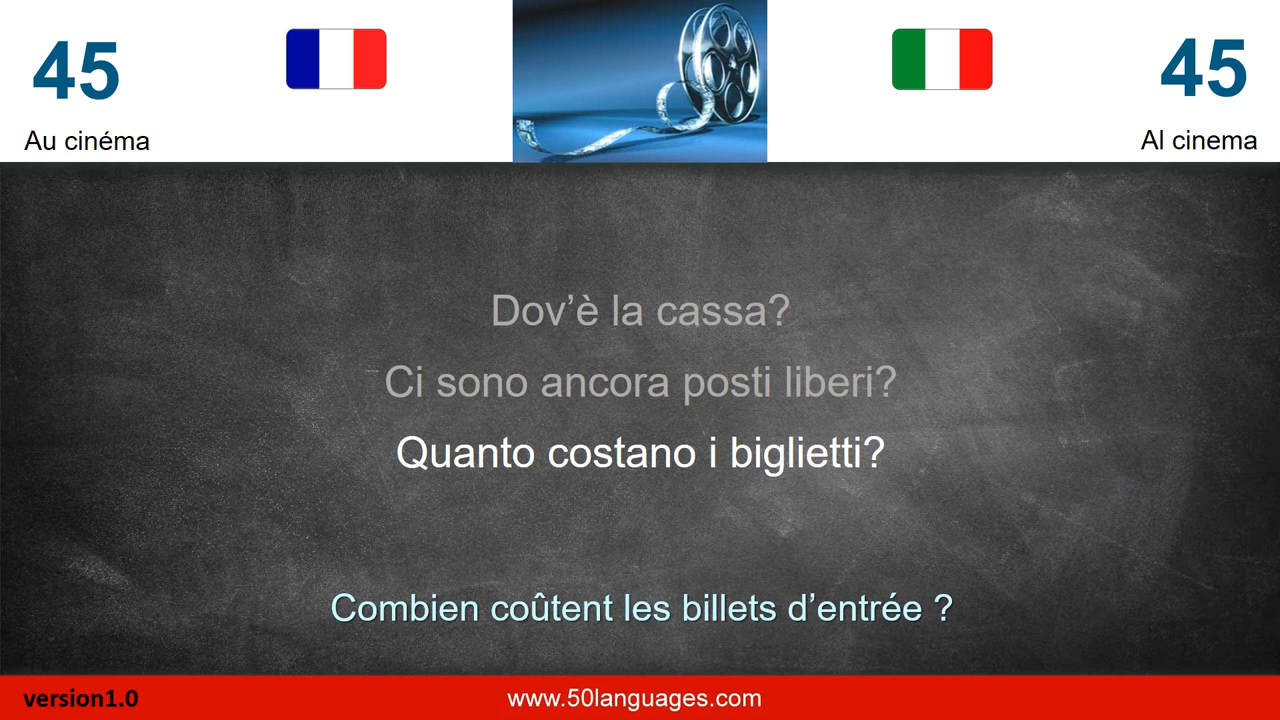 45
45
Au cinéma
Al cinema
Dov’è la cassa?
Ci sono ancora posti liberi?
Quanto costano i biglietti?
Combien coûtent les billets d’entrée ?
version1.0
www.50languages.com